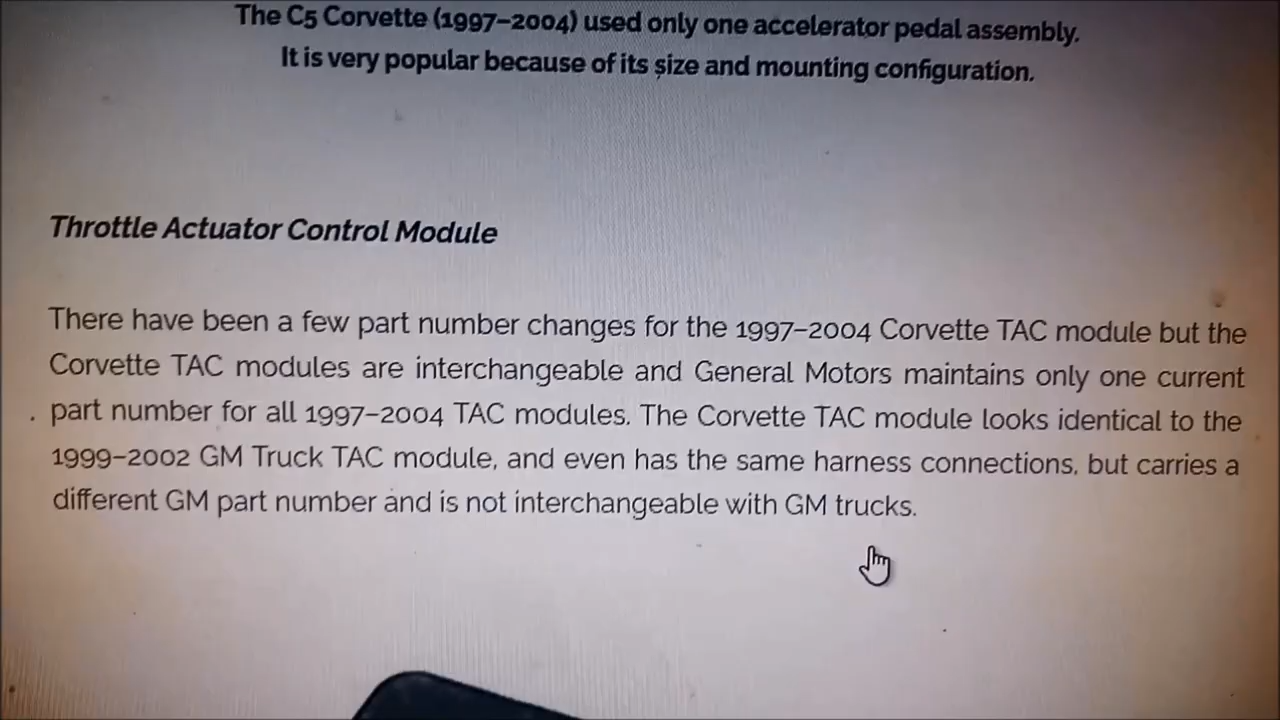 The C5 Corvette (1997–2004) used only one accelerator pedal assembly.
It is very popular because of its size and mounting configuration.
Throttle Actuator Control Module
There have been a few part number changes for the 1997–2004 Corvette TAC module but the
Corvette TAC modules are interchangeable and General Motors maintains only one current
part number for all 1997–2004 TAC modules. The Corvette TAC module looks identical to the
1999–2002 GM Truck TAC module, and even has the same harness connections, but carries a
different GM part number and is not interchangeable with GM trucks.